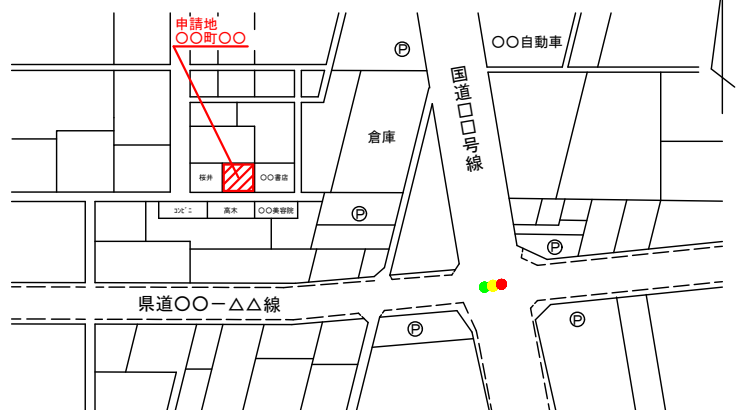 申請地
〇〇町〇〇
Ⓟ
〇〇自動車
国道□□号線
倉庫
桜井
〇〇書店
コンビニ
高木
〇〇美容院
Ⓟ
Ⓟ
県道〇〇ー△△線
Ⓟ
Ⓟ